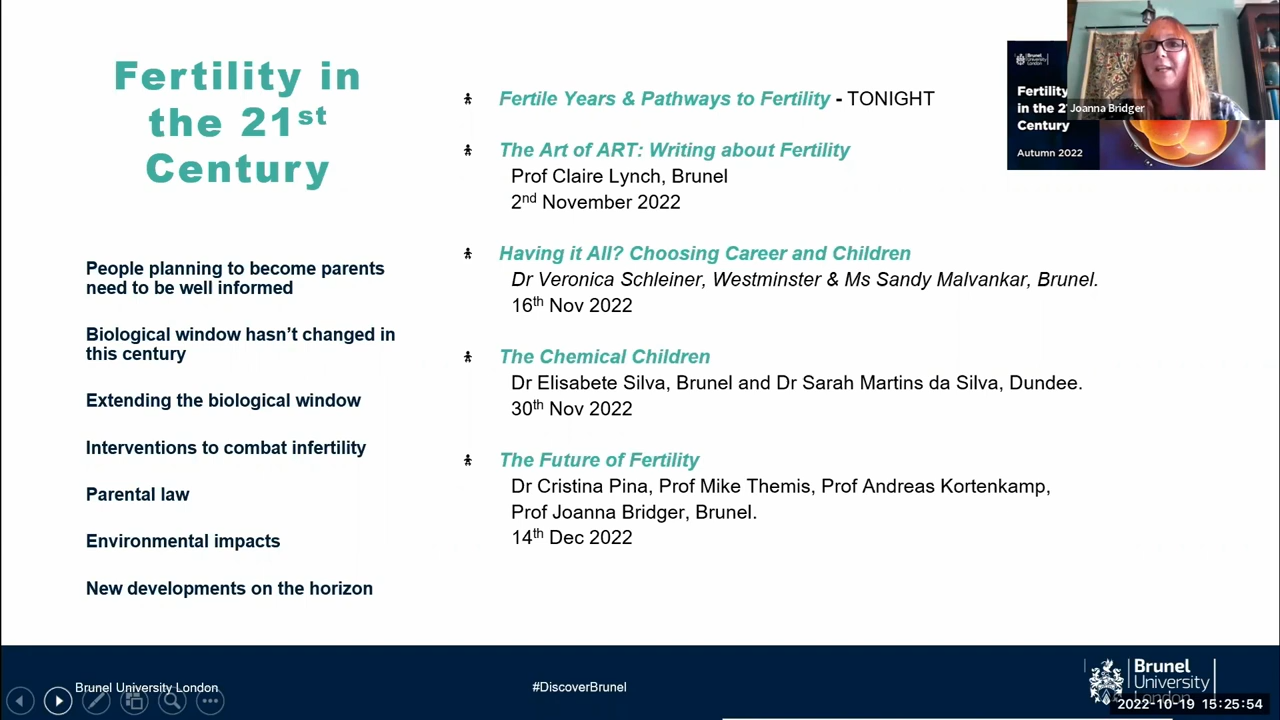 Fertility in
the 21st
Century
People planning to become parents
need to be well informed
Biological window hasn't changed in
this century
Extending the biological window
Interventions to combat infertility
Parental law
Environmental impacts
New developments on the horizon
Fertile Years & Pathways to Fertility - TONIGHT
The Art of ART: Writing about Fertility
Prof Claire Lynch, Brunel
2nd November 2022
Having it All? Choosing Career and Children
Dr Veronica Schleiner, Westminster & Ms Sandy Malvankar, Brunel.
16th Nov 2022
The Chemical Children
Dr Elisabete Silva, Brunel and Dr Sarah Martins da Silva, Dundee.
30th Nov 2022
The Future of Fertility
Dr Cristina Pina, Prof Mike Themis, Prof Andreas Kortenkamp,
Prof Joanna Bridger, Brunel.
14th Dec 2022
Brunel
University
London
Fertility
in the 2
Century
Autumn 2022
Joanna Bridger
Brunel University London
#DiscoverBrunel
Brunel
University
London
2022-10-19 15:25:54